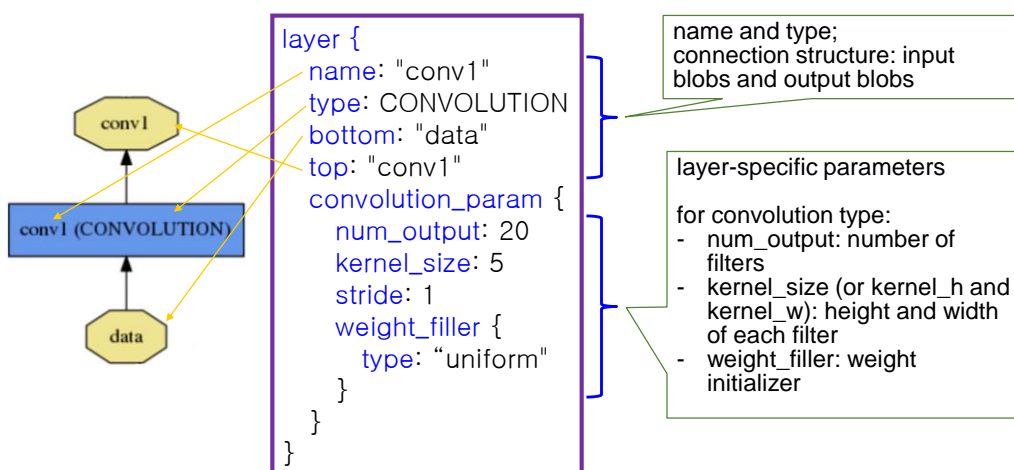 conv1
conv1 (CONVOLUTION)
data
layer {
name: "conv1"
type: CONVOLUTION
bottom: "data"
top: "conv1"
convolution_param {
num_output: 20
kernel_size: 5
stride: 1
weight_filler {
type: “uniform"
}
}
}
name and type;
connection structure: input
blobs and output blobs
layer-specific parameters
for convolution type:
- num_output: number of
filters
- kernel_size (or kernel_h and
kernel_w): height and width
of each filter
- weight_filler: weight
initializer